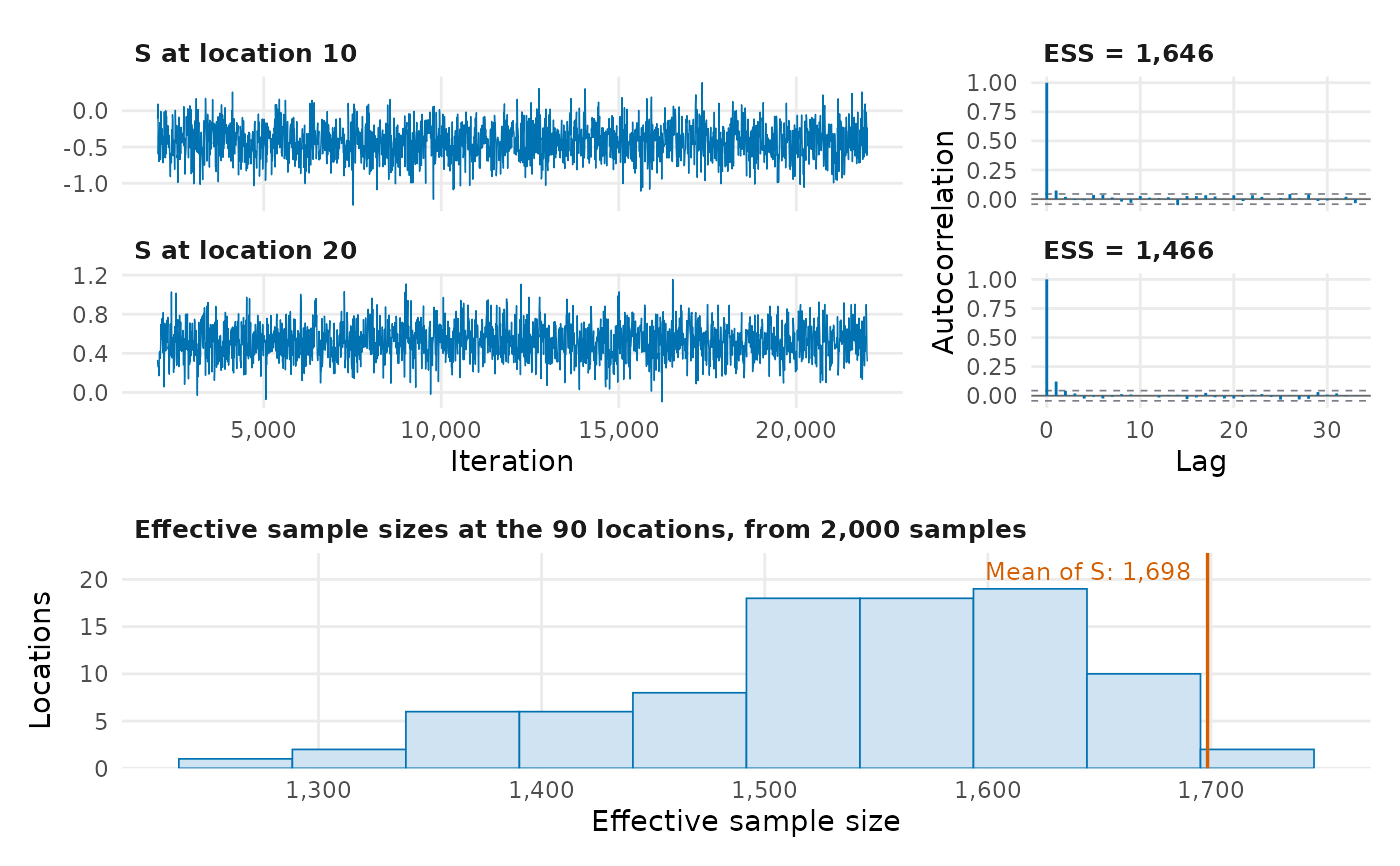 S at location 10
0.0
-0.5
-1.0
S at location 20
1.2
0.8
0.4
0.0
5,000 10,000 15,000 20,000
Iteration
Autocorrelation
ESS = 1,646
1.00
0.75
0.50
0.25
0.00
ESS = 1,466
1.00
0.75
0.50
0.25
0.00
0 10 20 30
Lag
Effective sample sizes at the 90 locations, from 2,000 samples
Mean of S: 1,698
Locations
20
15
10
5
0
1,300 1,400 1,500 1,600 1,700
Effective sample size